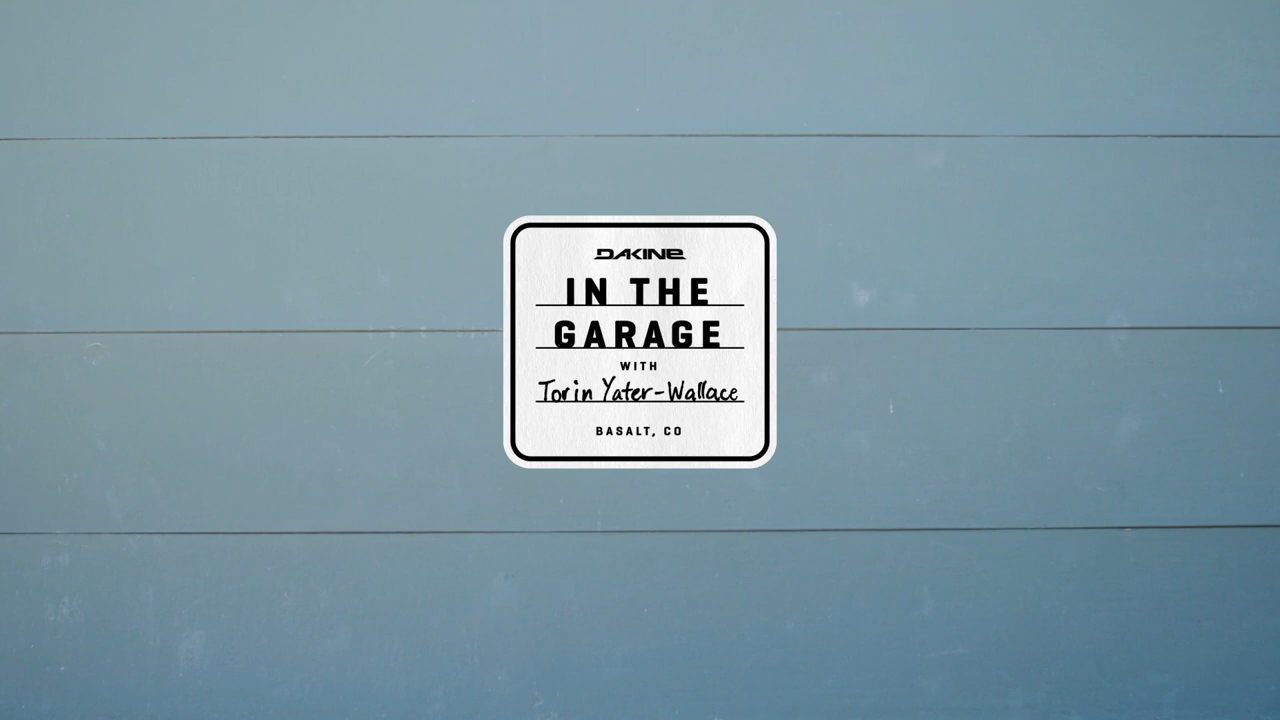 DAKINE
IN THE
GARAGE
WITH
Torin Yater-Wallace
BASALT, CO